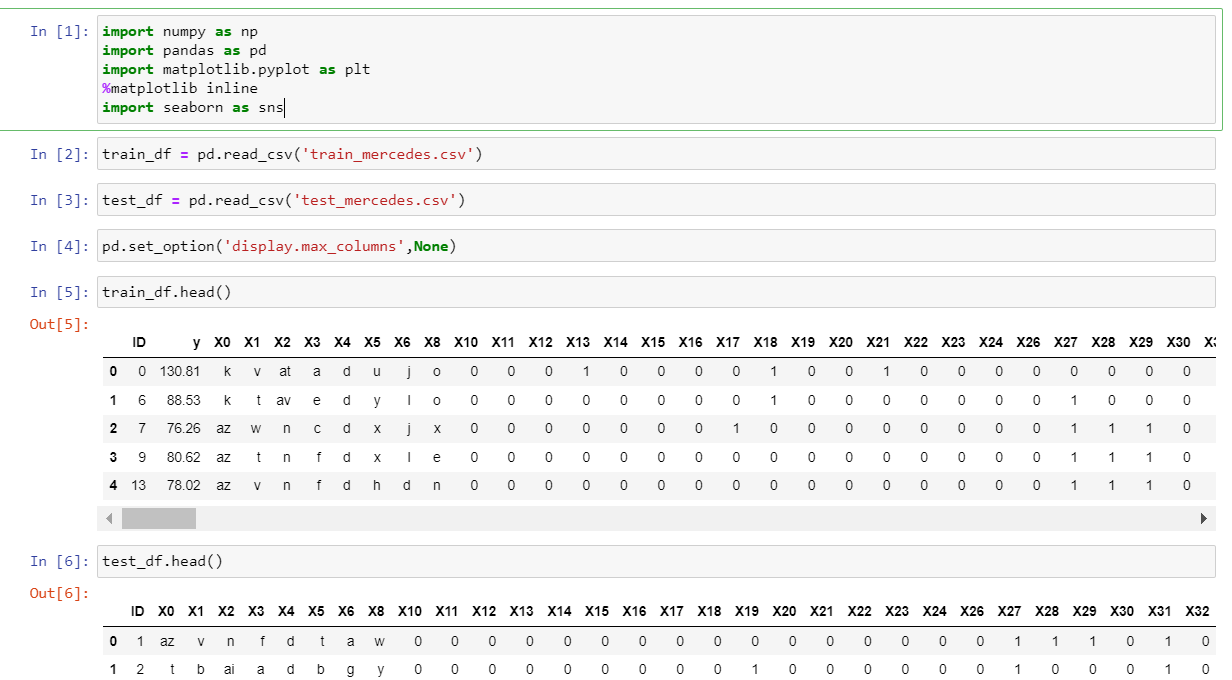 In [1]: import numpy as np
import pandas as pd
import matplotlib.pyplot as plt
%matplotlib inline
import seaborn as sns
In [2]: train_df = pd.read_csv('train_mercedes.csv')
In [3]: test_df = pd.read_csv('test_mercedes.csv')
In [4]: pd.set_option('display.max_columns',None)
In [5]: train_df.head()
Out[5]:
ID y X0 X1 X2 X3 X4 X5 X6 X8 X10 X11 X12 X13 X14 X15 X16 X17 X18 X19 X20 X21 X22 X23 X24 X26 X27 X28 X29 X30
0 0 130.81 k v at a d u j o 0 0 0 1 0 0 0 0 1 0 0 1 0 0 0 0 0 0 0 0
1 6 88.53 k t av e d y l o 0 0 0 0 0 0 0 0 1 0 0 0 0 0 0 0 1 0 0 0
2 7 76.26 az w n c d x j x 0 0 0 0 0 0 0 1 0 0 0 0 0 0 0 0 1 1 1 0
3 9 80.62 az t n f d x l e 0 0 0 0 0 0 0 0 0 0 0 0 0 0 0 0 1 1 1 0
4 13 78.02 az v n f d h d n 0 0 0 0 0 0 0 0 0 0 0 0 0 0 0 0 1 1 1 0
In [6]: test_df.head()
Out[6]:
ID X0 X1 X2 X3 X4 X5 X6 X8 X10 X11 X12 X13 X14 X15 X16 X17 X18 X19 X20 X21 X22 X23 X24 X26 X27 X28 X29 X30 X31 X32
0 1 az v n f d t a w 0 0 0 0 0 0 0 0 0 0 0 0 0 0 0 0 1 1 1 0 1 0
1 2 t b ai a d b g y 0 0 0 0 0 0 0 0 0 1 0 0 0 0 0 0 1 0 0 0 1 0